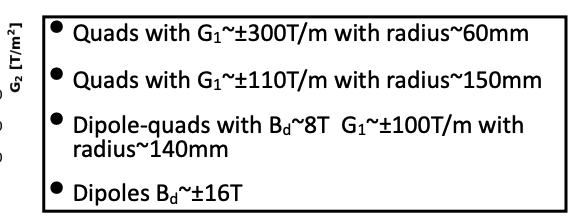 G₂ [T/m²]
● Quads with G₁~±300T/m with radius~60mm
● Quads with G₁~±110T/m with radius~150mm
● Dipole-quads with B_d~8T G₁~±100T/m with
radius~140mm
● Dipoles B_d~±16T